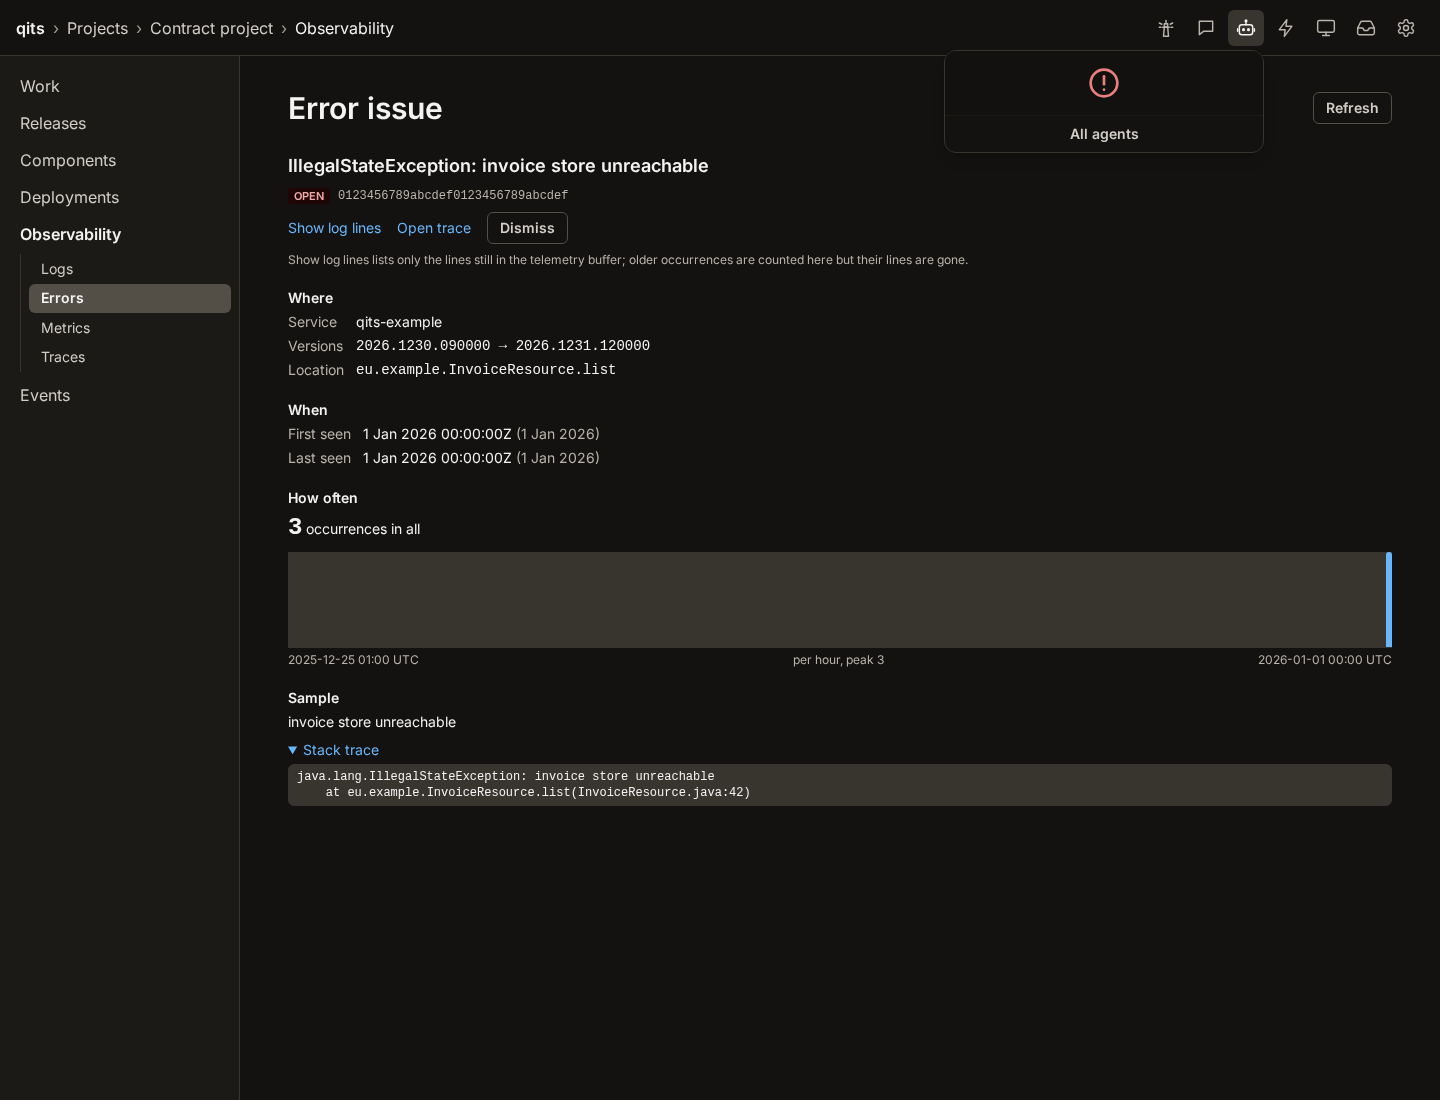 qits › Projects › Contract project › Observability
All agents
Work
Releases
Components
Deployments
Observability
Logs
Errors
Metrics
Traces
Events
Error issue
Refresh
IllegalStateException: invoice store unreachable
OPEN 0123456789abcdef0123456789abcdef
Show log lines Open trace Dismiss
Show log lines lists only the lines still in the telemetry buffer; older occurrences are counted here but their lines are gone.
Where
Service qits-example
Versions 2026.1230.090000 → 2026.1231.120000
Location eu.example.InvoiceResource.list
When
First seen 1 Jan 2026 00:00:00Z (1 Jan 2026)
Last seen 1 Jan 2026 00:00:00Z (1 Jan 2026)
How often
3 occurrences in all
2025-12-25 01:00 UTC per hour, peak 3 2026-01-01 00:00 UTC
Sample
invoice store unreachable
▼ Stack trace
java.lang.IllegalStateException: invoice store unreachable
at eu.example.InvoiceResource.list(InvoiceResource.java:42)